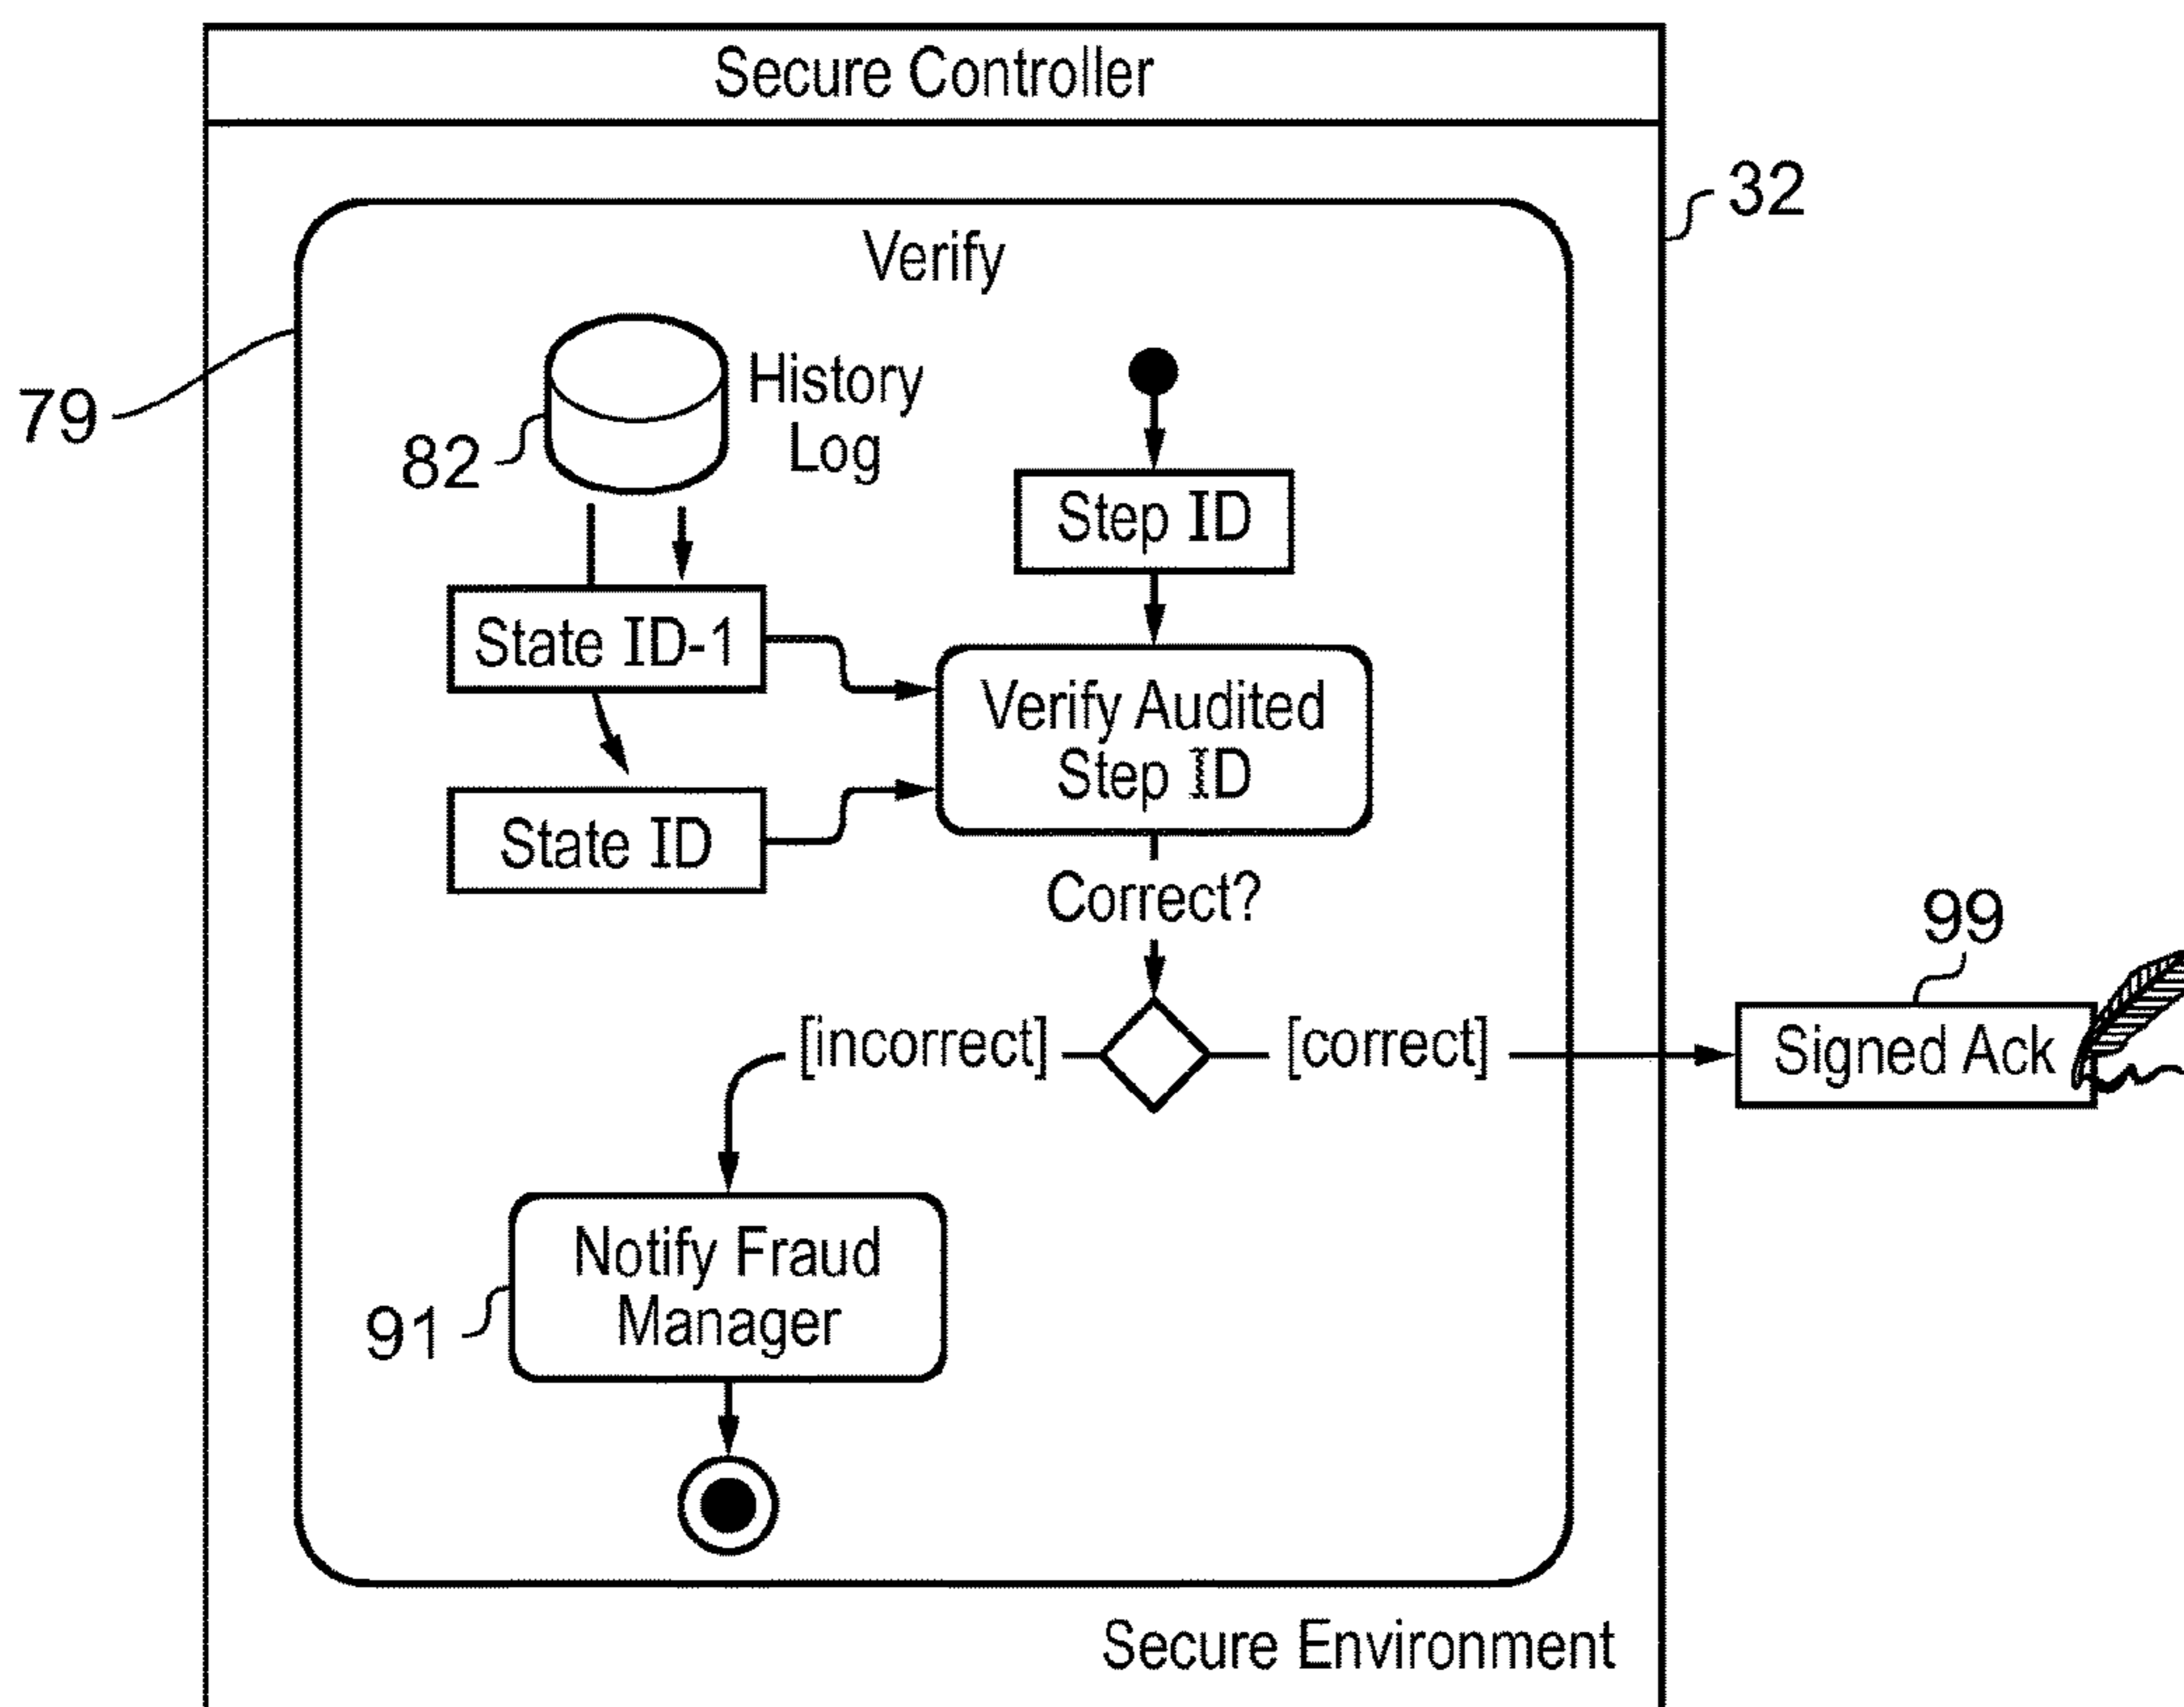 Secure Controller
32
Verify
79
82
History
Log
Step ID
State ID-1
Verify Audited
Step ID
State ID
Correct?
99
[incorrect]
[correct]
Signed Ack
Notify Fraud
Manager
91
Secure Environment